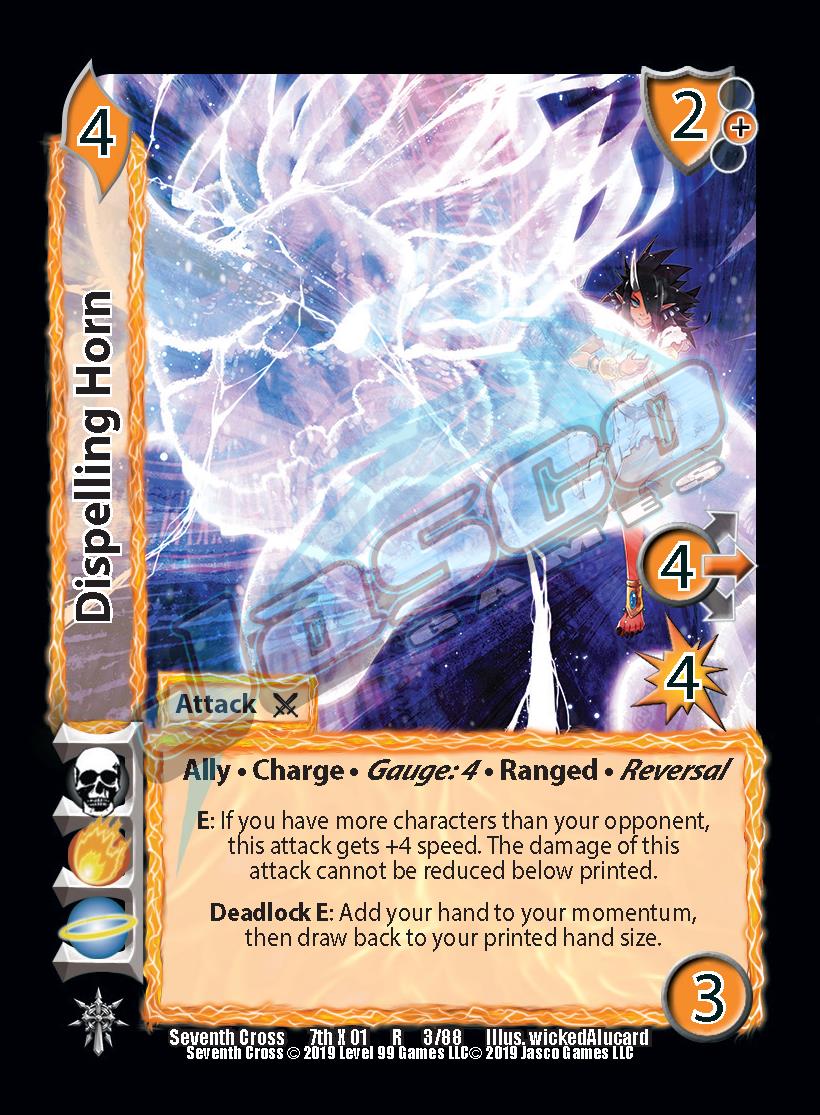 4
2
+
Dispelling Horn
JASCO
GAMES
4
4
Attack
Ally • Charge • Gauge: 4 • Ranged • Reversal
E: If you have more characters than your opponent,
this attack gets +4 speed. The damage of this
attack cannot be reduced below printed.
Deadlock E: Add your hand to your momentum,
then draw back to your printed hand size.
3
Seventh Cross 7th X 01 R 3/88 Illus. wickedAlucard
Seventh Cross © 2019 Level 99 Games LLC© 2019 Jasco Games LLC